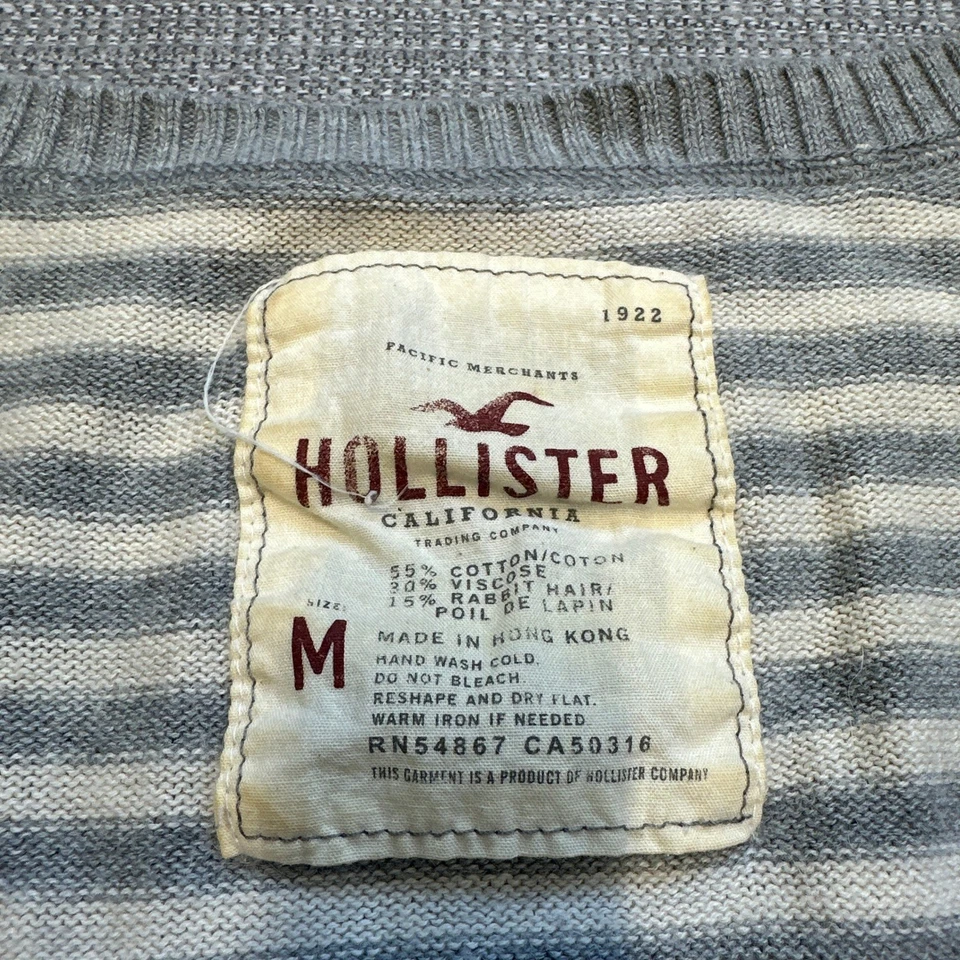 1922
PACIFIC MERCHANTS
HOLLISTER
CALIFORNIA
TRADING COMPANY
55% COTTON/COTON
30% VISCOSE
15% RABBIT HAIR/
POIL DE LAPIN
SIZE:
M
MADE IN HONG KONG
HAND WASH COLD.
DO NOT BLEACH
RESHAPE AND DRY FLAT.
WARM IRON IF NEEDED.
RN54867 CA50316
THIS GARMENT IS A PRODUCT OF HOLLISTER COMPANY